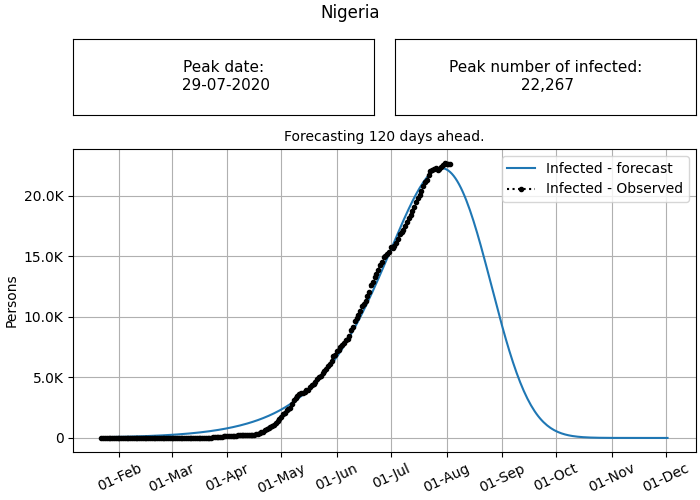 Nigeria
Peak date:
29-07-2020
Peak number of infected:
22,267
Forecasting 120 days ahead.
Infected - forecast
Infected - Observed
Persons
20.0K
15.0K
10.0K
5.0K
0
01-Feb
01-Mar
01-Apr
01-May
01-Jun
01-Jul
01-Aug
01-Sep
01-Oct
01-Nov
01-Dec